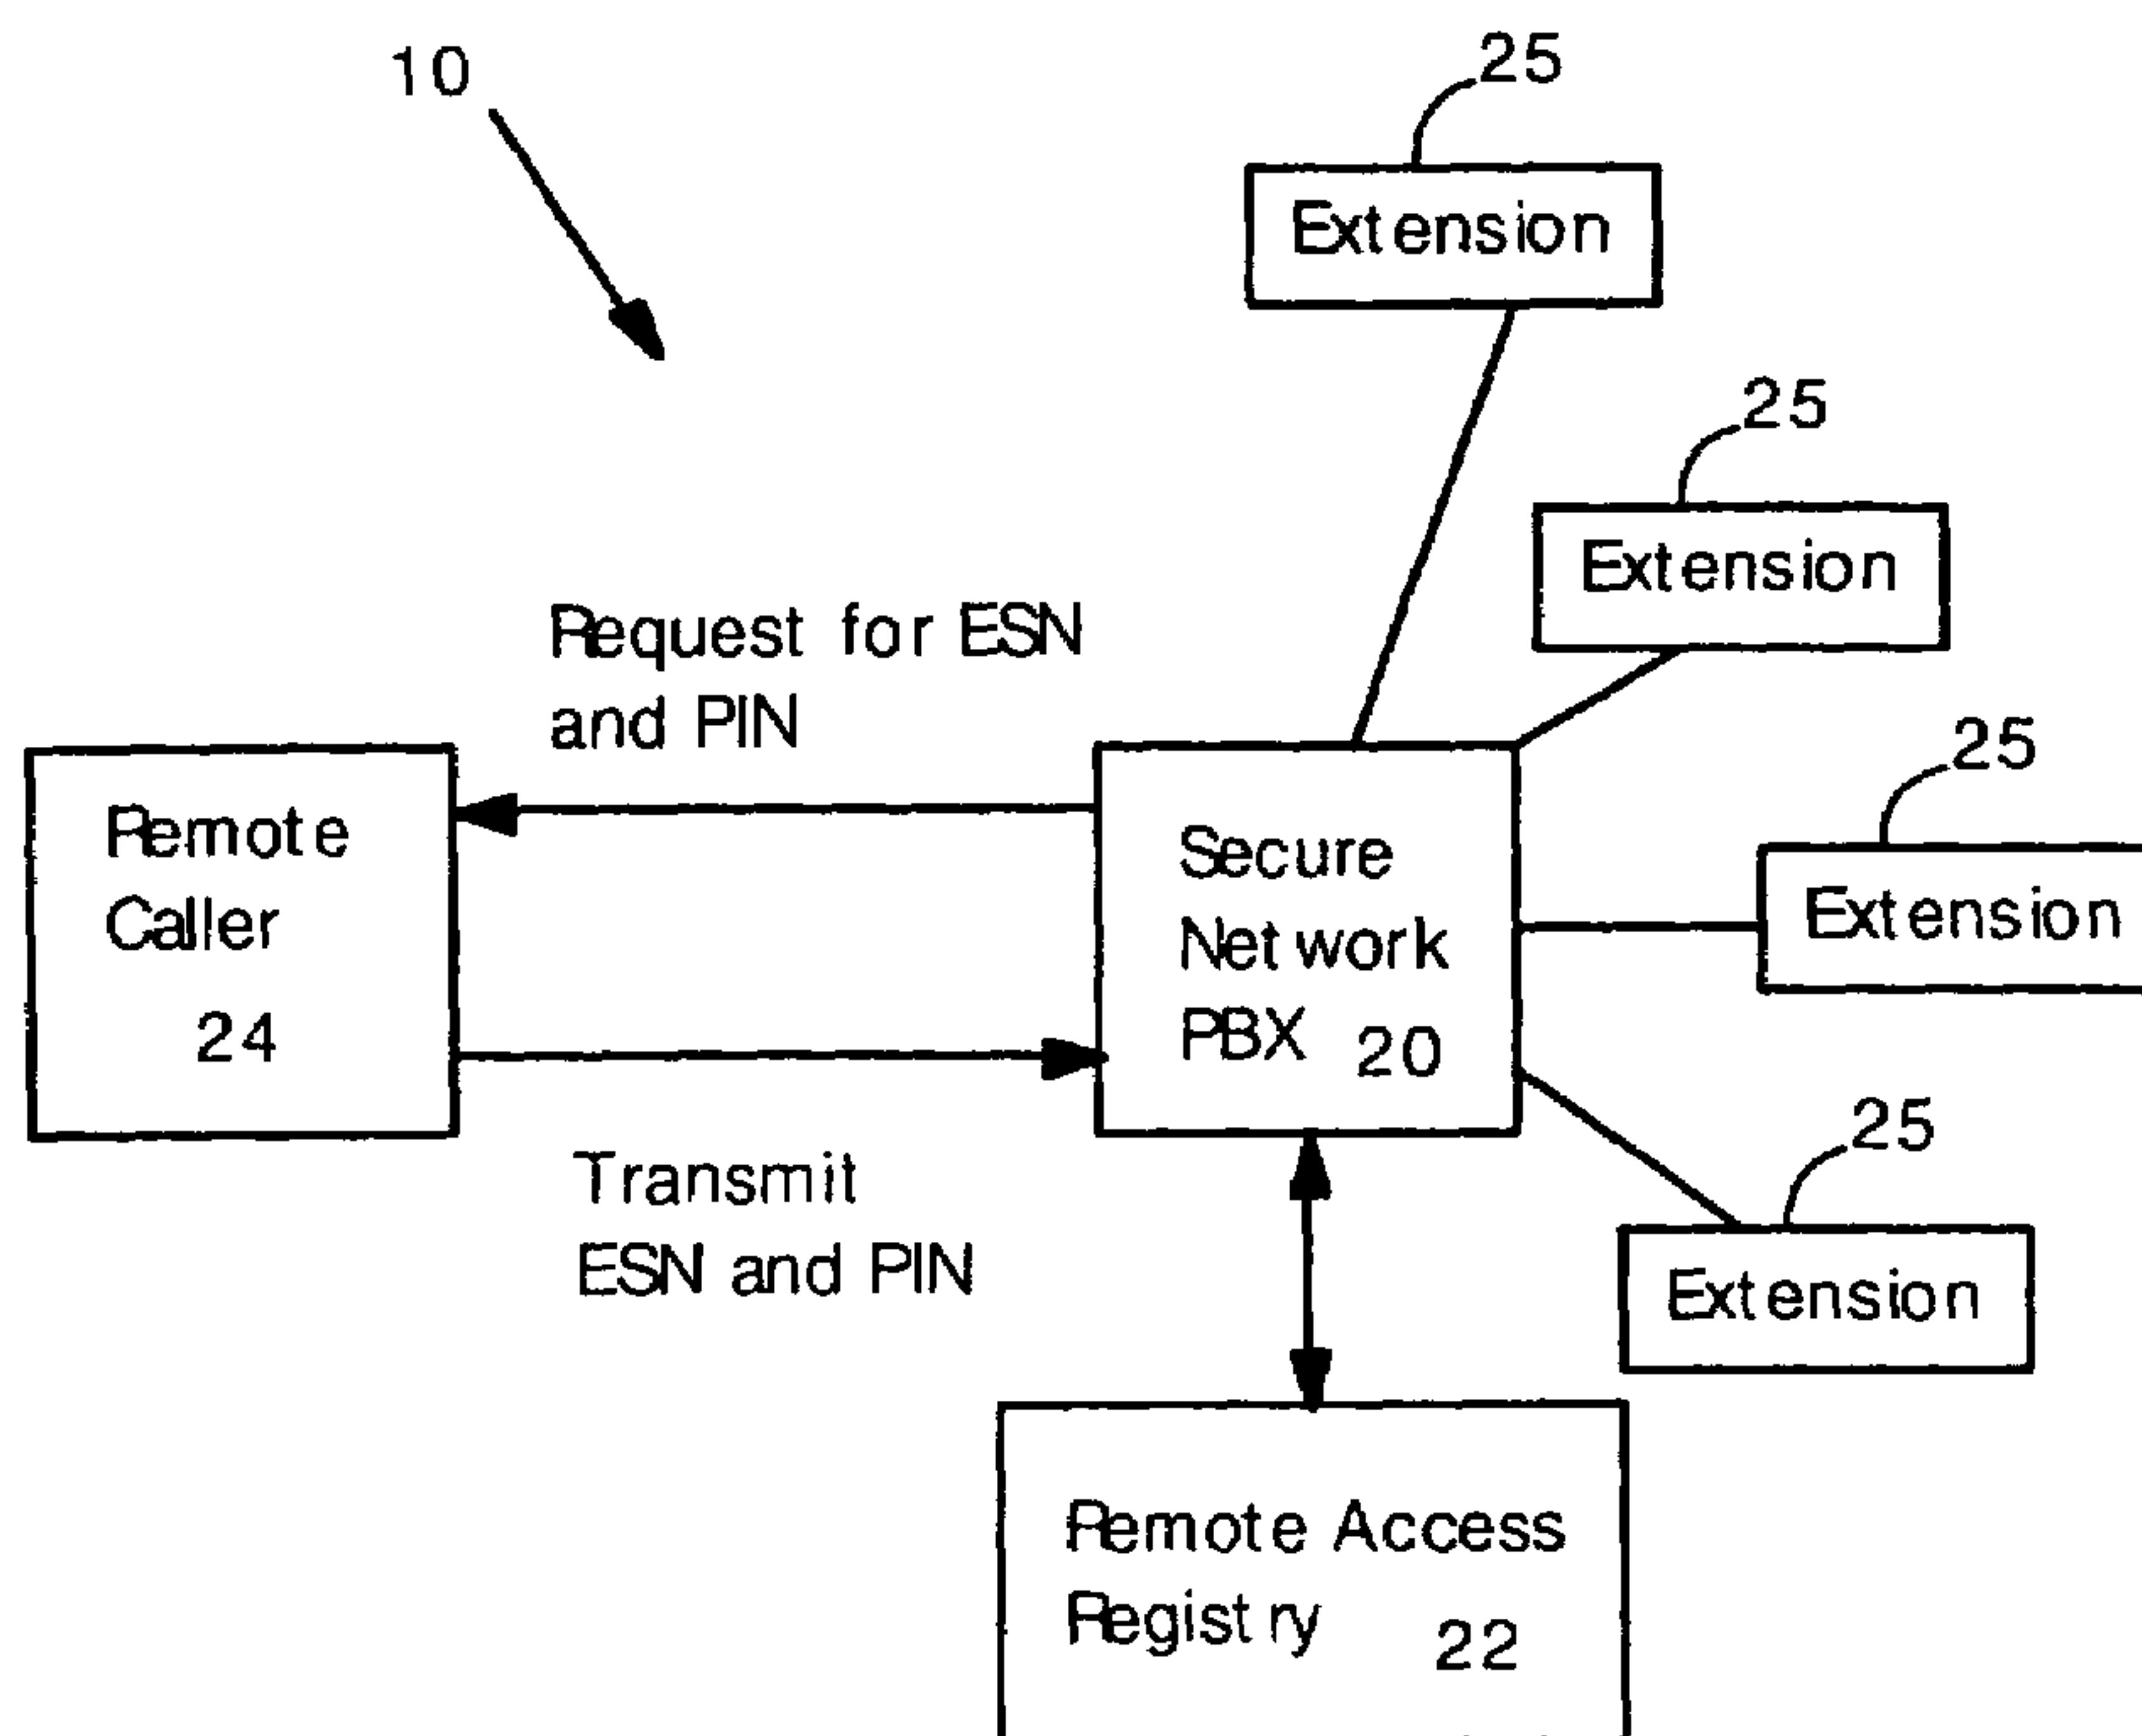 10
25
Extension
25
Extension
Request for ESN
and PIN
25
Remote
Caller
24
Secure
Network
PBX 20
Extension
25
Transmit
ESN and PIN
Extension
Remote Access
Registry 22